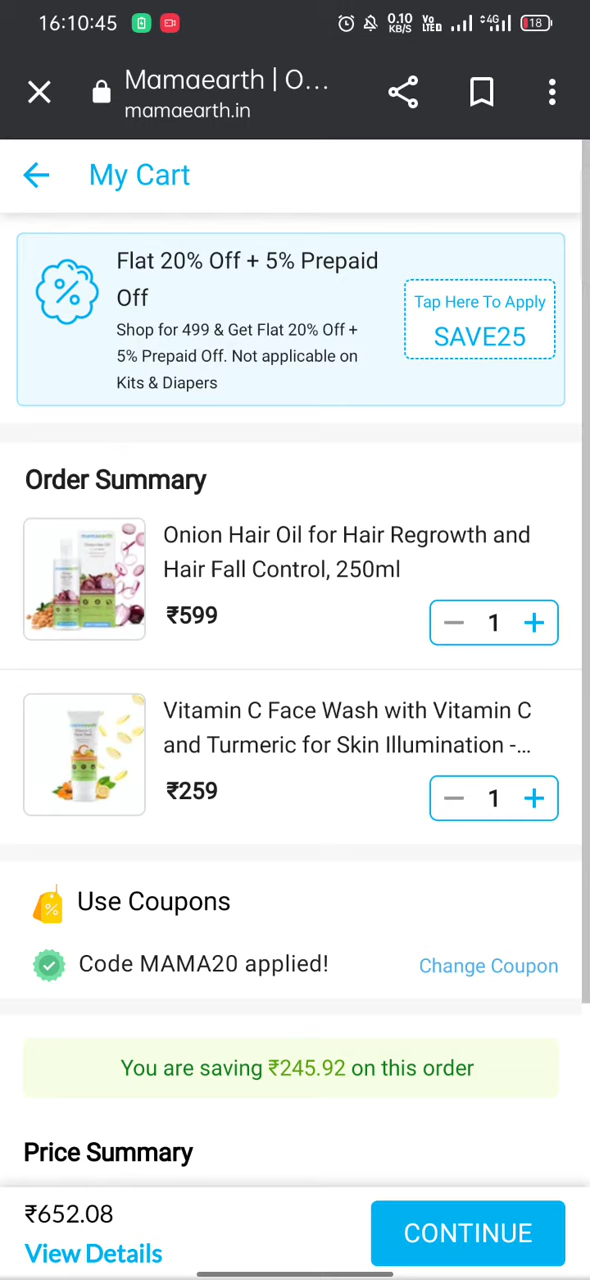 16:10:45
0.10 KB/S
Vo LTE
4G
18
Mamaearth | O...
mamaearth.in
My Cart
Flat 20% Off + 5% Prepaid
Off
Shop for 499 & Get Flat 20% Off +
5% Prepaid Off. Not applicable on
Kits & Diapers
Tap Here To Apply
SAVE25
Order Summary
Onion Hair Oil for Hair Regrowth and
Hair Fall Control, 250ml
₹599
1
Vitamin C Face Wash with Vitamin C
and Turmeric for Skin Illumination -...
₹259
1
Use Coupons
Code MAMA20 applied!
Change Coupon
You are saving ₹245.92 on this order
Price Summary
₹652.08
View Details
CONTINUE